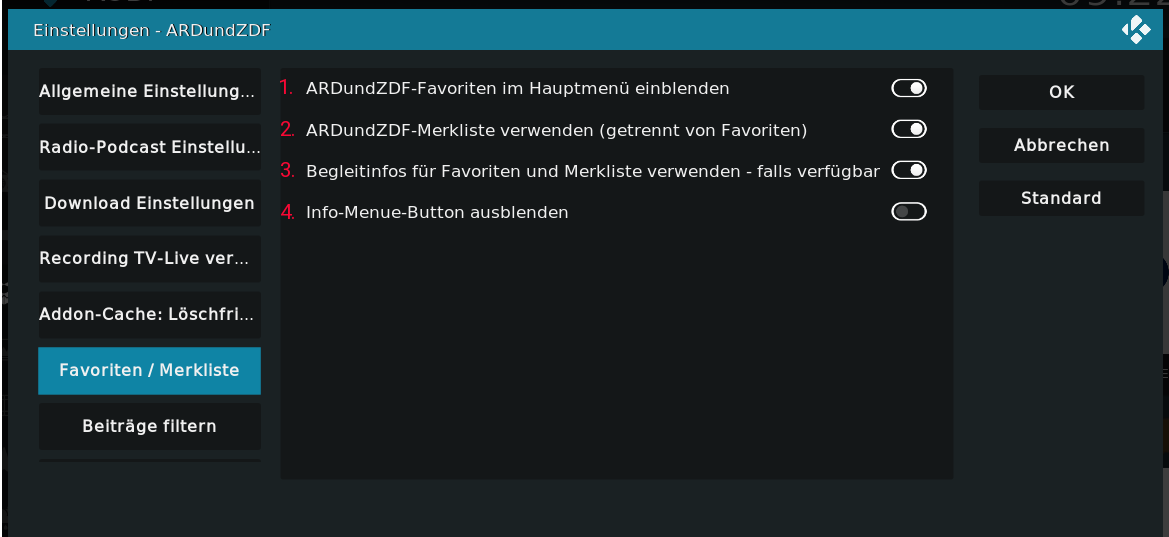 Einstellungen - ARDundZDF
Allgemeine Einstellung...
Radio-Podcast Einstellu...
Download Einstellungen
Recording TV-Live ver...
Addon-Cache: Löschfri...
Favoriten / Merkliste
Beiträge filtern
1. ARDundZDF-Favoriten im Hauptmenü einblenden
2. ARDundZDF-Merkliste verwenden (getrennt von Favoriten)
3. Begleitinfos für Favoriten und Merkliste verwenden - falls verfügbar
4. Info-Menue-Button ausblenden
OK
Abbrechen
Standard